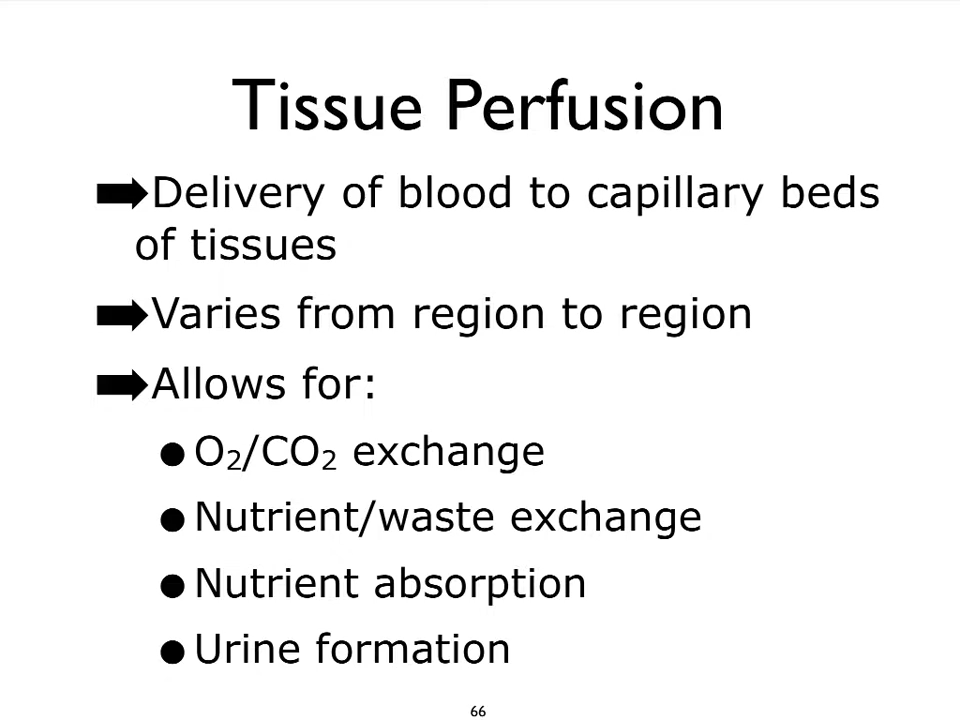 Tissue Perfusion
➡Delivery of blood to capillary beds
of tissues
➡Varies from region to region
➡Allows for:
•O₂/CO₂ exchange
•Nutrient/waste exchange
•Nutrient absorption
•Urine formation
66